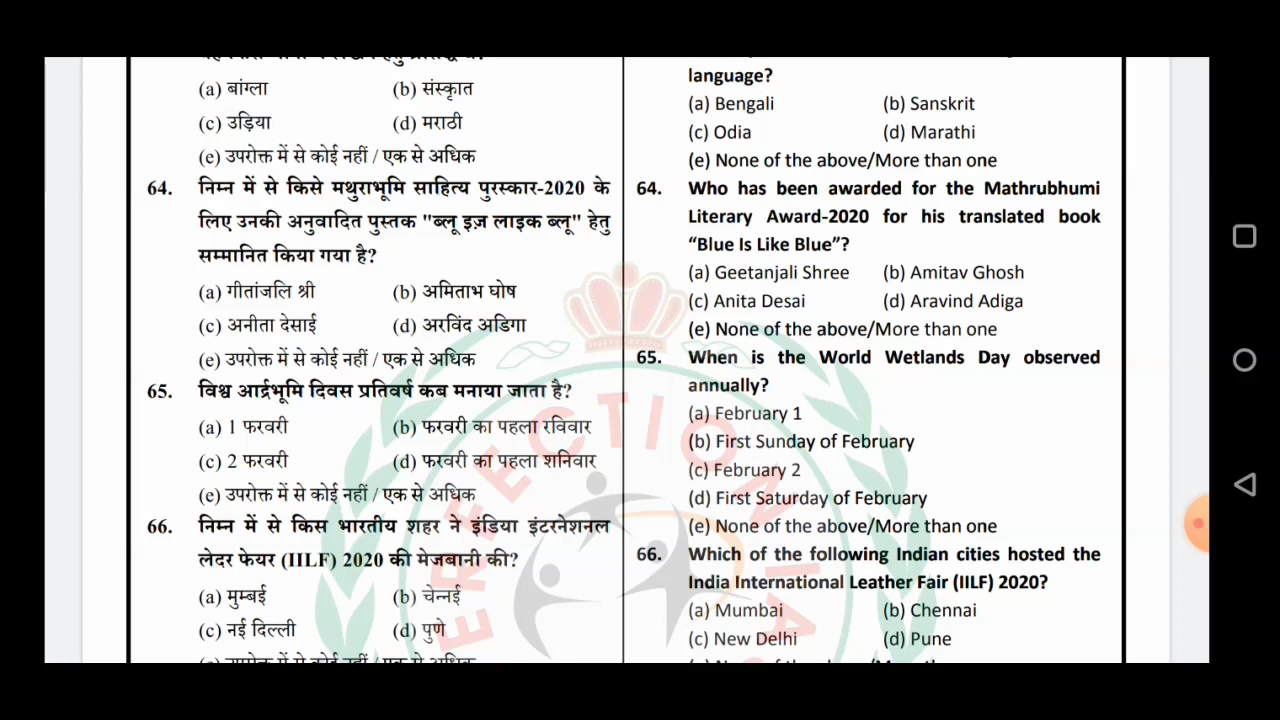 (a) बांग्ला (b) संस्कृत
(c) उड़िया (d) मराठी
(e) उपरोक्त में से कोई नहीं / एक से अधिक
64. निम्न में से किसे मथुराभूमि साहित्य पुरस्कार-2020 के
लिए उनकी अनुवादित पुस्तक "ब्लू इज़ लाइक ब्लू" हेतु
सम्मानित किया गया है?
(a) गीतांजलि श्री (b) अमिताभ घोष
(c) अनीता देसाई (d) अरविंद अडिगा
(e) उपरोक्त में से कोई नहीं / एक से अधिक
65. विश्व आर्द्रभूमि दिवस प्रतिवर्ष कब मनाया जाता है?
(a) 1 फरवरी (b) फरवरी का पहला रविवार
(c) 2 फरवरी (d) फरवरी का पहला शनिवार
(e) उपरोक्त में से कोई नहीं / एक से अधिक
66. निम्न में से किस भारतीय शहर ने इंडिया इंटरनेशनल
लेदर फेयर (IILF) 2020 की मेजबानी की?
(a) मुम्बई (b) चेन्नई
(c) नई दिल्ली (d) पुणे
language?
(a) Bengali (b) Sanskrit
(c) Odia (d) Marathi
(e) None of the above/More than one
64. Who has been awarded for the Mathrubhumi
Literary Award-2020 for his translated book
“Blue Is Like Blue”?
(a) Geetanjali Shree (b) Amitav Ghosh
(c) Anita Desai (d) Aravind Adiga
(e) None of the above/More than one
65. When is the World Wetlands Day observed
annually?
(a) February 1
(b) First Sunday of February
(c) February 2
(d) First Saturday of February
(e) None of the above/More than one
66. Which of the following Indian cities hosted the
India International Leather Fair (IILF) 2020?
(a) Mumbai (b) Chennai
(c) New Delhi (d) Pune